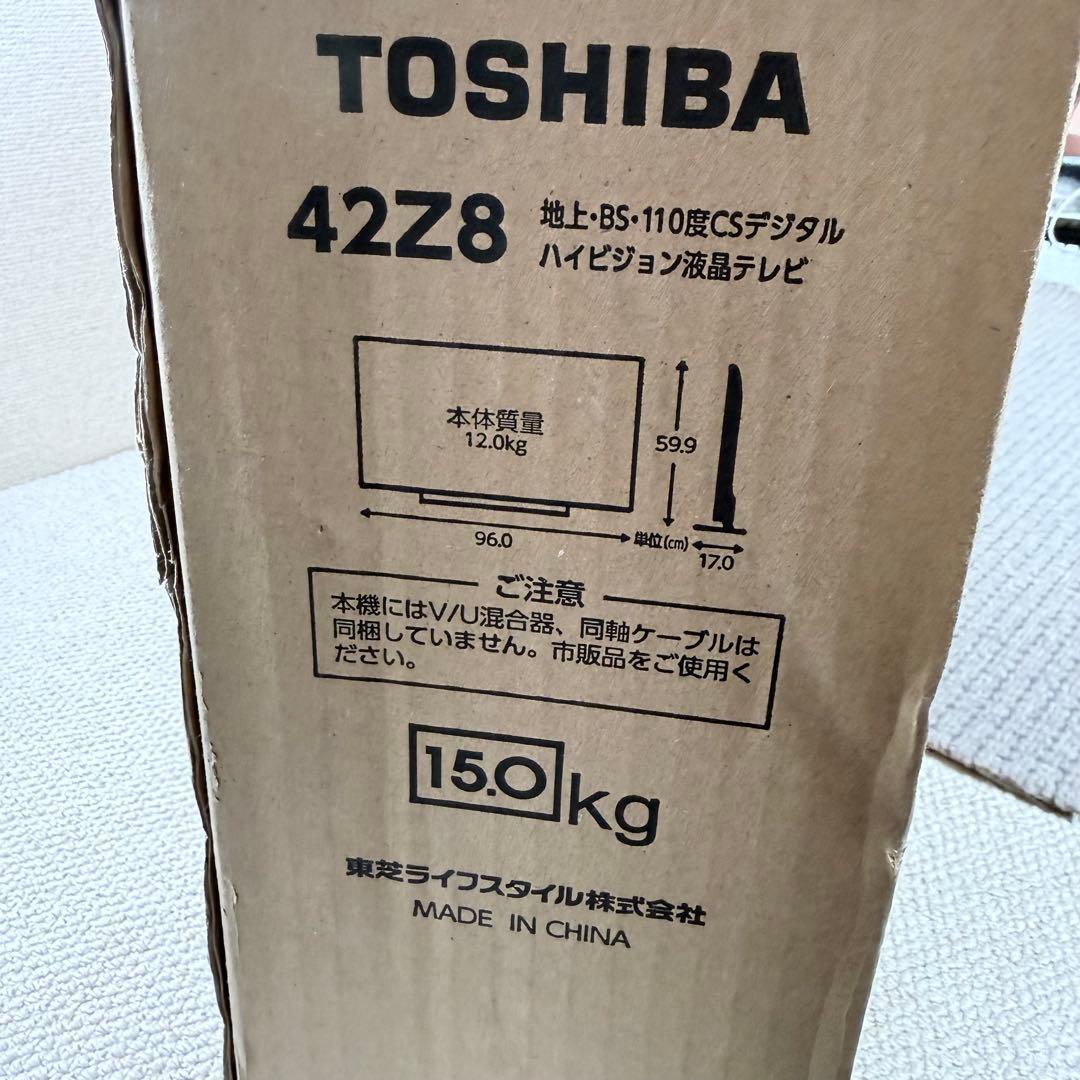 TOSHIBA
42Z8
地上・BS・110度CSデジタル
ハイビジョン液晶テレビ
本体質量
12.0kg
59.9
96.0
単位(cm)
17.0
ご注意
本機にはV/U混合器、同軸ケーブルは
同梱していません。市販品をご使用く
ださい。
15.0kg
東芝ライフスタイル株式会社
MADE IN CHINA